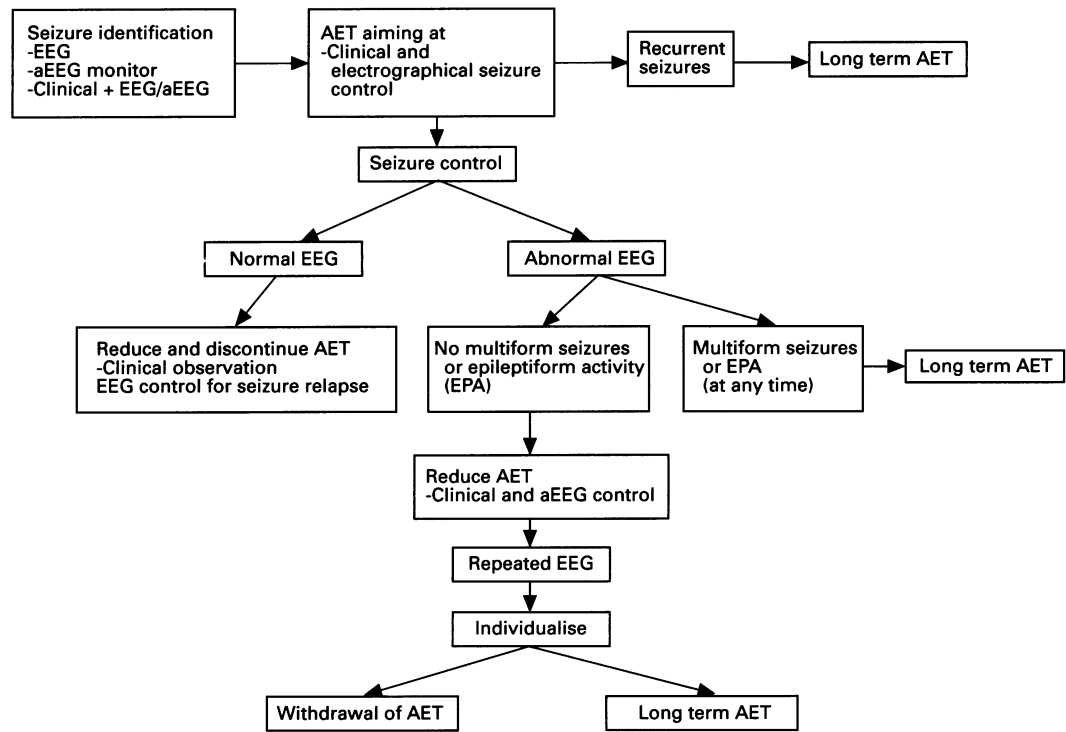 Seizure identification
-EEG
-aEEG monitor
-Clinical + EEG/aEEG
AET aiming at
-Clinical and
electrographical seizure
control
Recurrent
seizures
Long term AET
Seizure control
Normal EEG
Abnormal EEG
Reduce and discontinue AET
-Clinical observation
EEG control for seizure relapse
No multiform seizures
or epileptiform activity
(EPA)
Multiform seizures
or EPA
(at any time)
Long term AET
Reduce AET
-Clinical and aEEG control
Repeated EEG
Individualise
Withdrawal of AET
Long term AET